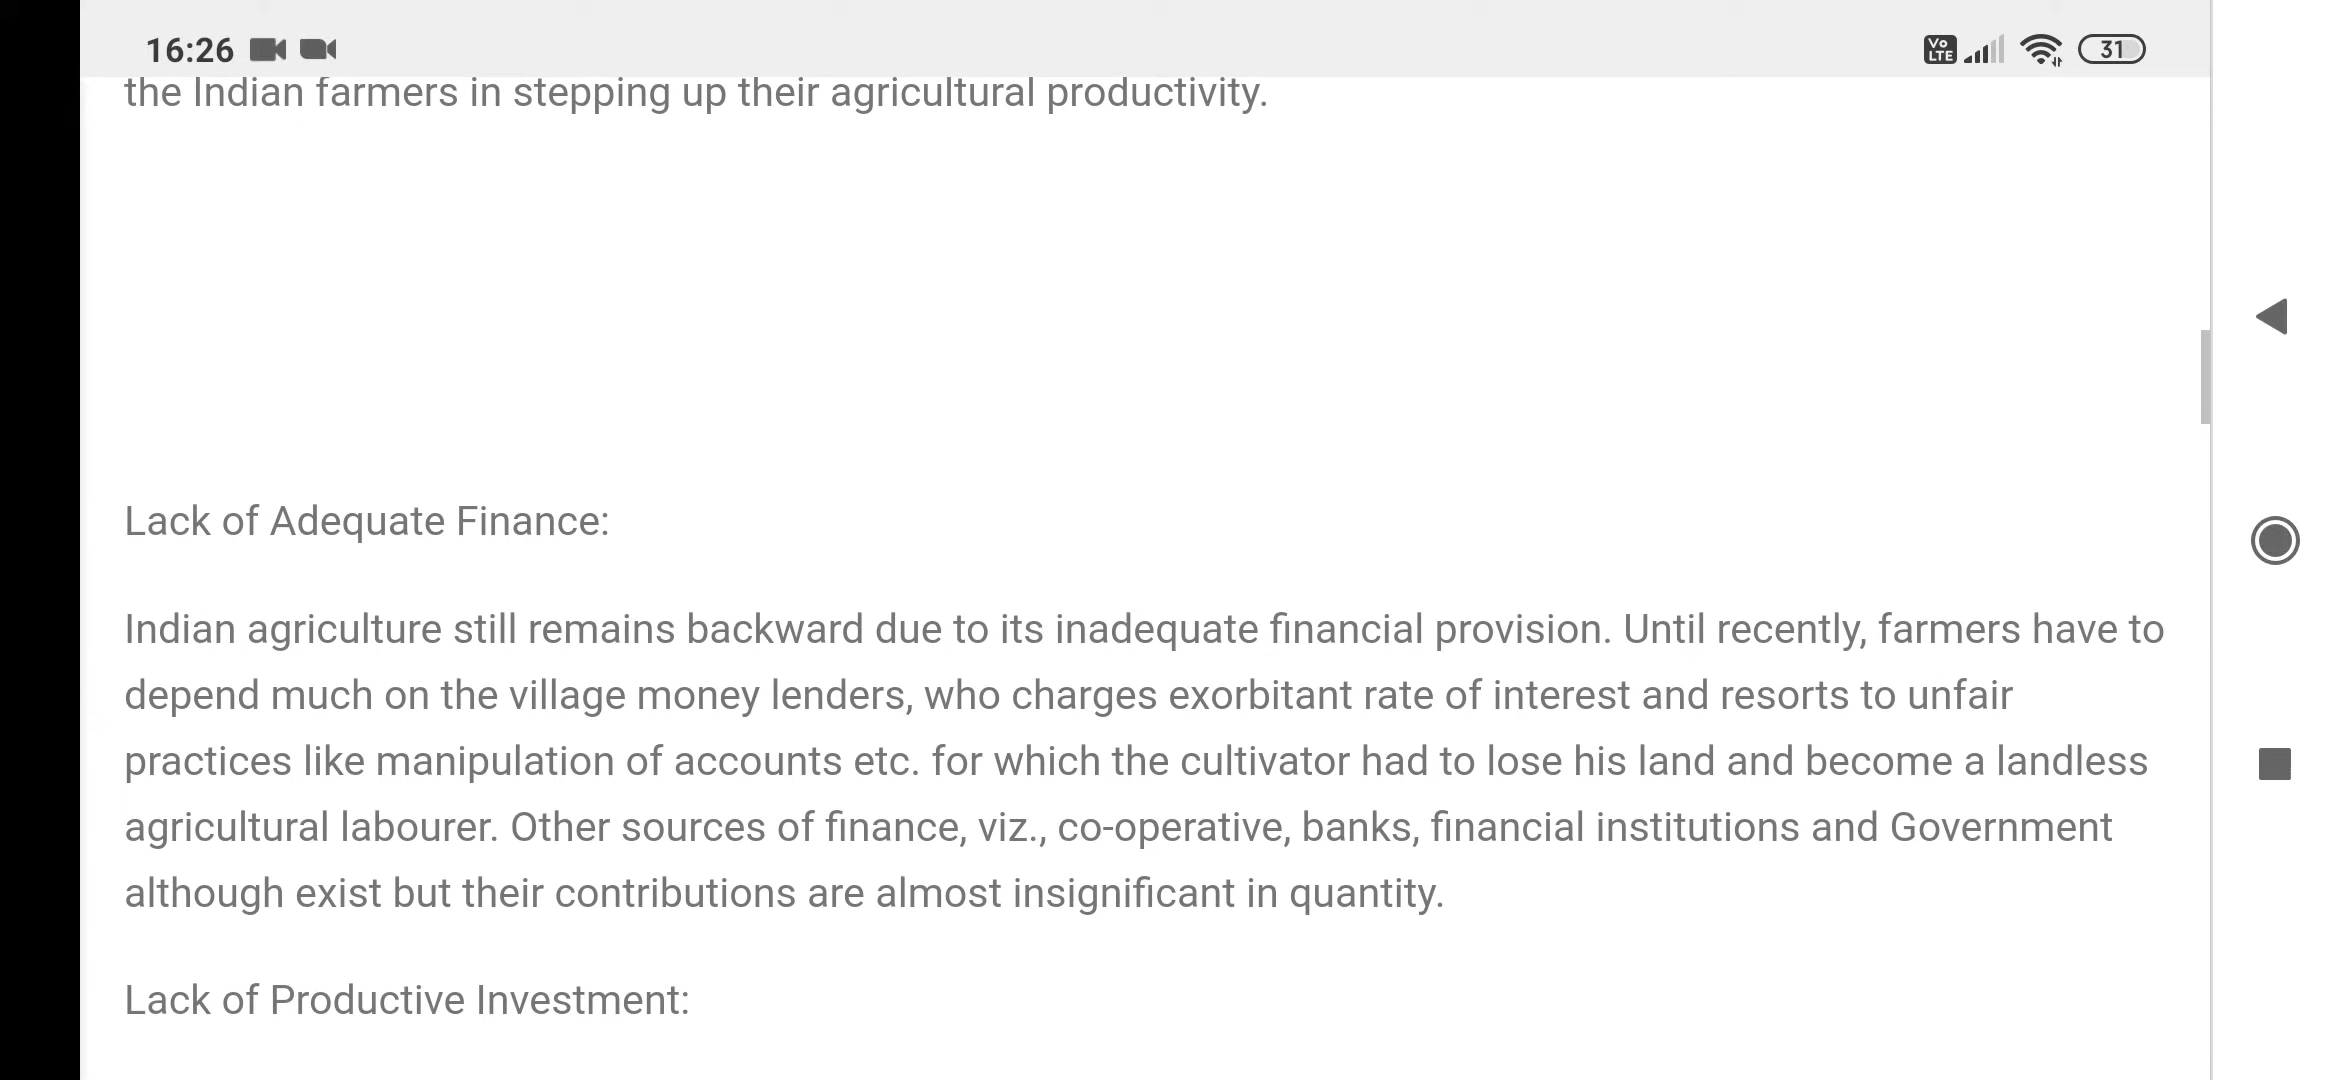 16:26
Vo LTE
31
the Indian farmers in stepping up their agricultural productivity.
Lack of Adequate Finance:
Indian agriculture still remains backward due to its inadequate financial provision. Until recently, farmers have to
depend much on the village money lenders, who charges exorbitant rate of interest and resorts to unfair
practices like manipulation of accounts etc. for which the cultivator had to lose his land and become a landless
agricultural labourer. Other sources of finance, viz., co-operative, banks, financial institutions and Government
although exist but their contributions are almost insignificant in quantity.
Lack of Productive Investment: